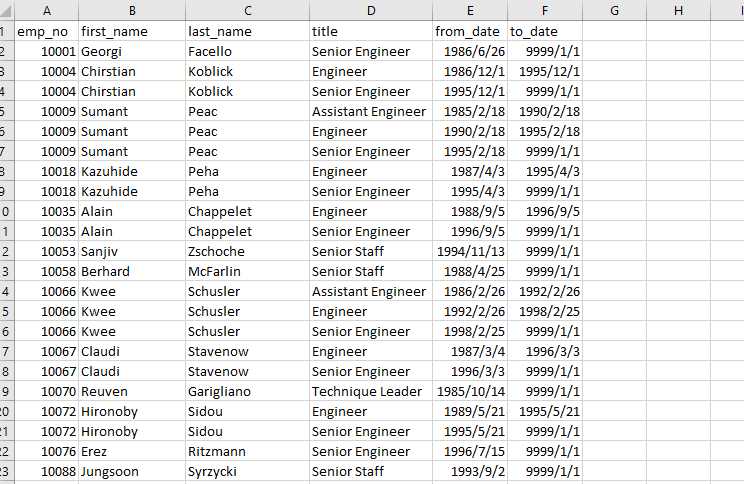 A B C D E F G H I
1 emp_no first_name last_name title from_date to_date
2 10001 Georgi Facello Senior Engineer 1986/6/26 9999/1/1
3 10004 Chirstian Koblick Engineer 1986/12/1 1995/12/1
4 10004 Chirstian Koblick Senior Engineer 1995/12/1 9999/1/1
5 10009 Sumant Peac Assistant Engineer 1985/2/18 1990/2/18
6 10009 Sumant Peac Engineer 1990/2/18 1995/2/18
7 10009 Sumant Peac Senior Engineer 1995/2/18 9999/1/1
8 10018 Kazuhide Peha Engineer 1987/4/3 1995/4/3
9 10018 Kazuhide Peha Senior Engineer 1995/4/3 9999/1/1
0 10035 Alain Chappelet Engineer 1988/9/5 1996/9/5
1 10035 Alain Chappelet Senior Engineer 1996/9/5 9999/1/1
2 10053 Sanjiv Zschoche Senior Staff 1994/11/13 9999/1/1
3 10058 Berhard McFarlin Senior Staff 1988/4/25 9999/1/1
4 10066 Kwee Schusler Assistant Engineer 1986/2/26 1992/2/26
5 10066 Kwee Schusler Engineer 1992/2/26 1998/2/25
6 10066 Kwee Schusler Senior Engineer 1998/2/25 9999/1/1
7 10067 Claudi Stavenow Engineer 1987/3/4 1996/3/3
8 10067 Claudi Stavenow Senior Engineer 1996/3/3 9999/1/1
9 10070 Reuven Garigliano Technique Leader 1985/10/14 9999/1/1
20 10072 Hironoby Sidou Engineer 1989/5/21 1995/5/21
21 10072 Hironoby Sidou Senior Engineer 1995/5/21 9999/1/1
22 10076 Erez Ritzmann Senior Engineer 1996/7/15 9999/1/1
23 10088 Jungsoon Syrzycki Senior Staff 1993/9/2 9999/1/1